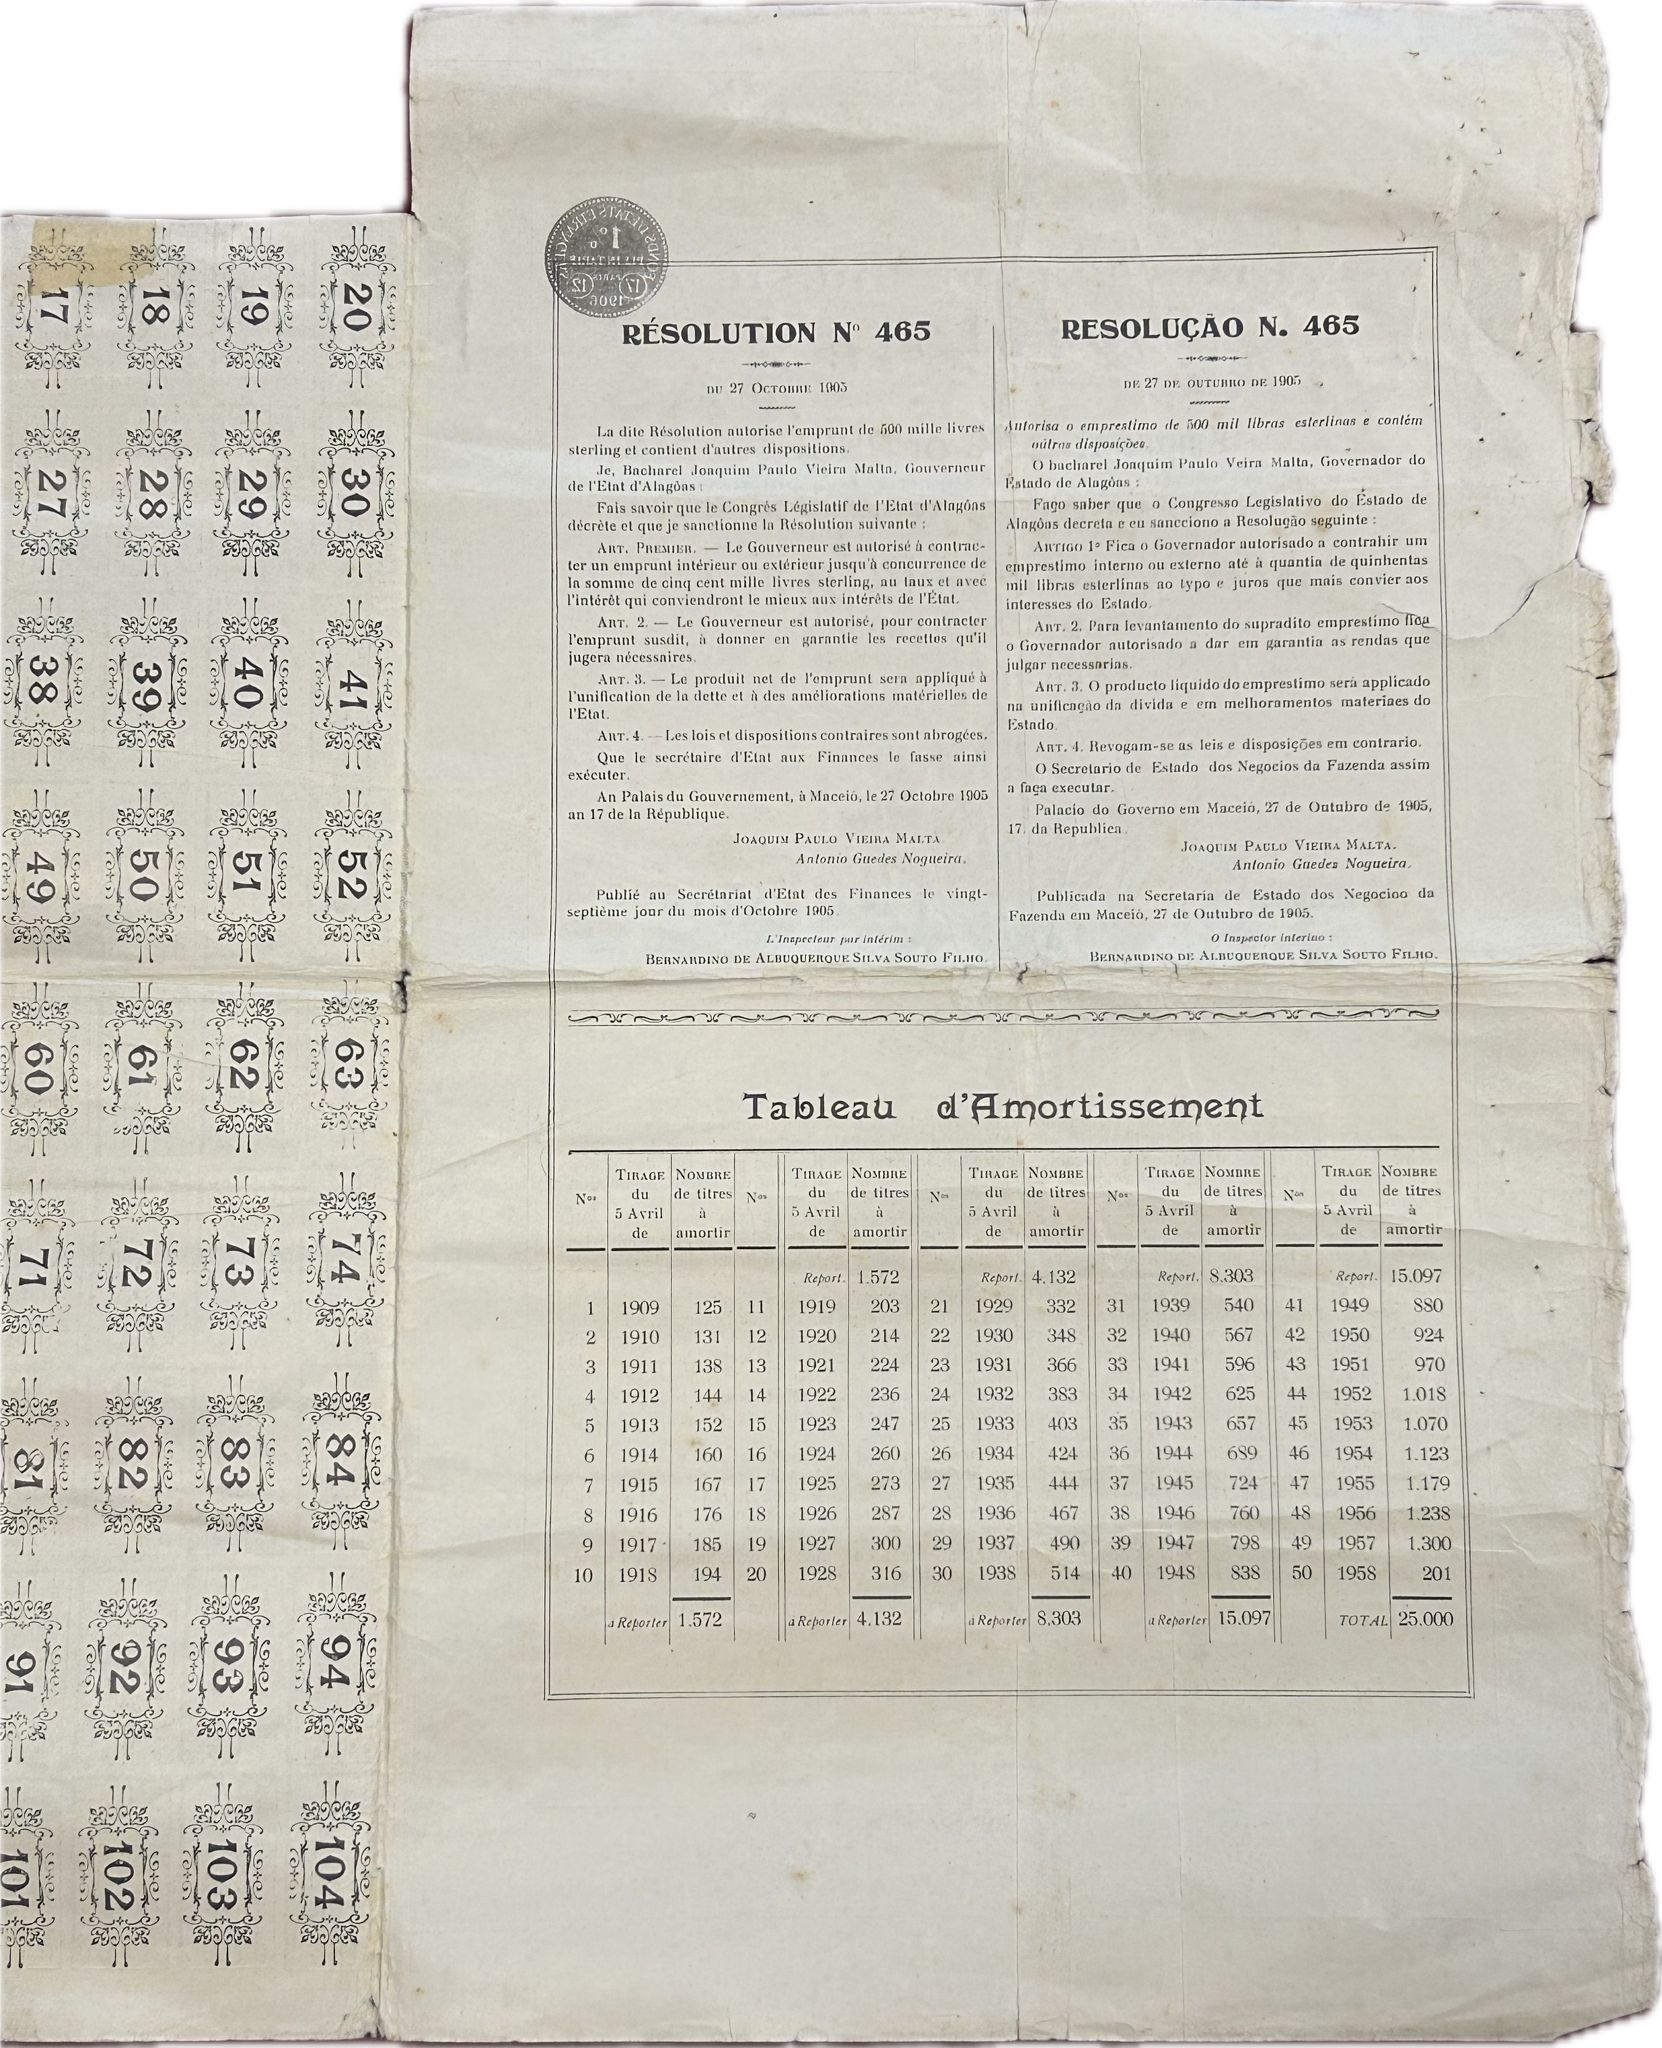 17 18 19 20
27 28 29 30
38 39 40 41
49 50 51 52
60 61 62 63
71 72 73 74
81 82 83 84
91 92 93 94
101 102 103 104
FONDS D'ETATS ETRANGERS
1 %
PARIS
17 12
1906
RÉSOLUTION Nº 465
DU 27 OCTOBRE 1905
La dite Résolution autorise l'emprunt de 500 mille livres
sterling et contient d'autres dispositions.
Je, Bacharel Joaquim Paulo Vieira Malta, Gouverneur
de l'Etat d'Alagôas :
Fais savoir que le Congrès Législatif de l'Etat d'Alagôas
décrète et que je sanctionne la Résolution suivante :
ART. PREMIER. — Le Gouverneur est autorisé à contrac-
ter un emprunt intérieur ou extérieur jusqu'à concurrence de
la somme de cinq cent mille livres sterling, au taux et avec
l'intérêt qui conviendront le mieux aux intérêts de l'État.
ART. 2. — Le Gouverneur est autorisé, pour contracter
l'emprunt susdit, à donner en garantie les recettes qu'il
jugera nécessaires.
ART. 3. — Le produit net de l'emprunt sera appliqué à
l'unification de la dette et à des améliorations matérielles de
l'Etat.
ART. 4. — Les lois et dispositions contraires sont abrogées.
Que le secrétaire d'Etat aux Finances le fasse ainsi
exécuter.
An Palais du Gouvernement, à Maceió, le 27 Octobre 1905
an 17 de la République.
JOAQUIM PAULO VIEIRA MALTA
Antonio Guedes Nogueira.
Publié au Secrétariat d'Etat des Finances le vingt-
septième jour du mois d'Octobre 1905.
L'Inspecteur par intérim :
BERNARDINO DE ALBUQUERQUE SILVA SOUTO FILHO.
RESOLUÇÃO N. 465
DE 27 DE OUTUBRO DE 1905
Autorisa o emprestimo de 500 mil libras esterlinas e contém
outras disposições.
O bacharel Joaquim Paulo Veira Malta, Governador do
Éstado de Alagôas :
Faço saber que o Congresso Legislativo do Éstado de
Alagôas decreta e eu sancciono a Resolução seguinte :
ARTIGO 1º Fica o Governador autorisado a contrahir um
emprestimo interno ou externo até à quantia de quinhentas
mil libras esterlinas ao typo e juros que mais convier aos
interesses do Estado.
ART. 2. Para levantamento do supradito emprestimo fica
o Governador autorisado a dar em garantia as rendas que
julgar necessarias.
ART. 3. O producto liquido do emprestimo será applicado
na unificação da divida e em melhoramentos materiaes do
Estado.
ART. 4. Revogam-se as leis e disposições em contrario.
O Secretario de Estado dos Negocios da Fazenda assim
a faça executar.
Palacio do Governo em Maceió, 27 de Outubro de 1905,
17. da Republica.
JOAQUIM PAULO VIEIRA MALTA.
Antonio Guedes Nogueira.
Publicada na Secretaria de Estado dos Negocioo da
Fazenda em Maceió, 27 de Outubro de 1905.
O Inspector interino :
BERNARDINO DE ALBUQUERQUE SILVA SOUTO FILHO.
Tableau d'Amortissement
Nos TIRAGE du 5 Avril de NOMBRE de titres à amortir Nos TIRAGE du 5 Avril de NOMBRE de titres à amortir Nos TIRAGE du 5 Avril de NOMBRE de titres à amortir Nos TIRAGE du 5 Avril de NOMBRE de titres à amortir Nos TIRAGE du 5 Avril de NOMBRE de titres à amortir
Report. 1.572 Report. 4.132 Report. 8.303 Report. 15.097
1 1909 125 11 1919 203 21 1929 332 31 1939 540 41 1949 880
2 1910 131 12 1920 214 22 1930 348 32 1940 567 42 1950 924
3 1911 138 13 1921 224 23 1931 366 33 1941 596 43 1951 970
4 1912 144 14 1922 236 24 1932 383 34 1942 625 44 1952 1.018
5 1913 152 15 1923 247 25 1933 403 35 1943 657 45 1953 1.070
6 1914 160 16 1924 260 26 1934 424 36 1944 689 46 1954 1.123
7 1915 167 17 1925 273 27 1935 444 37 1945 724 47 1955 1.179
8 1916 176 18 1926 287 28 1936 467 38 1946 760 48 1956 1.238
9 1917 185 19 1927 300 29 1937 490 39 1947 798 49 1957 1.300
10 1918 194 20 1928 316 30 1938 514 40 1948 838 50 1958 201
a Reporter 1.572 a Reporter 4.132 a Reporter 8.303 a Reporter 15.097 TOTAL 25.000